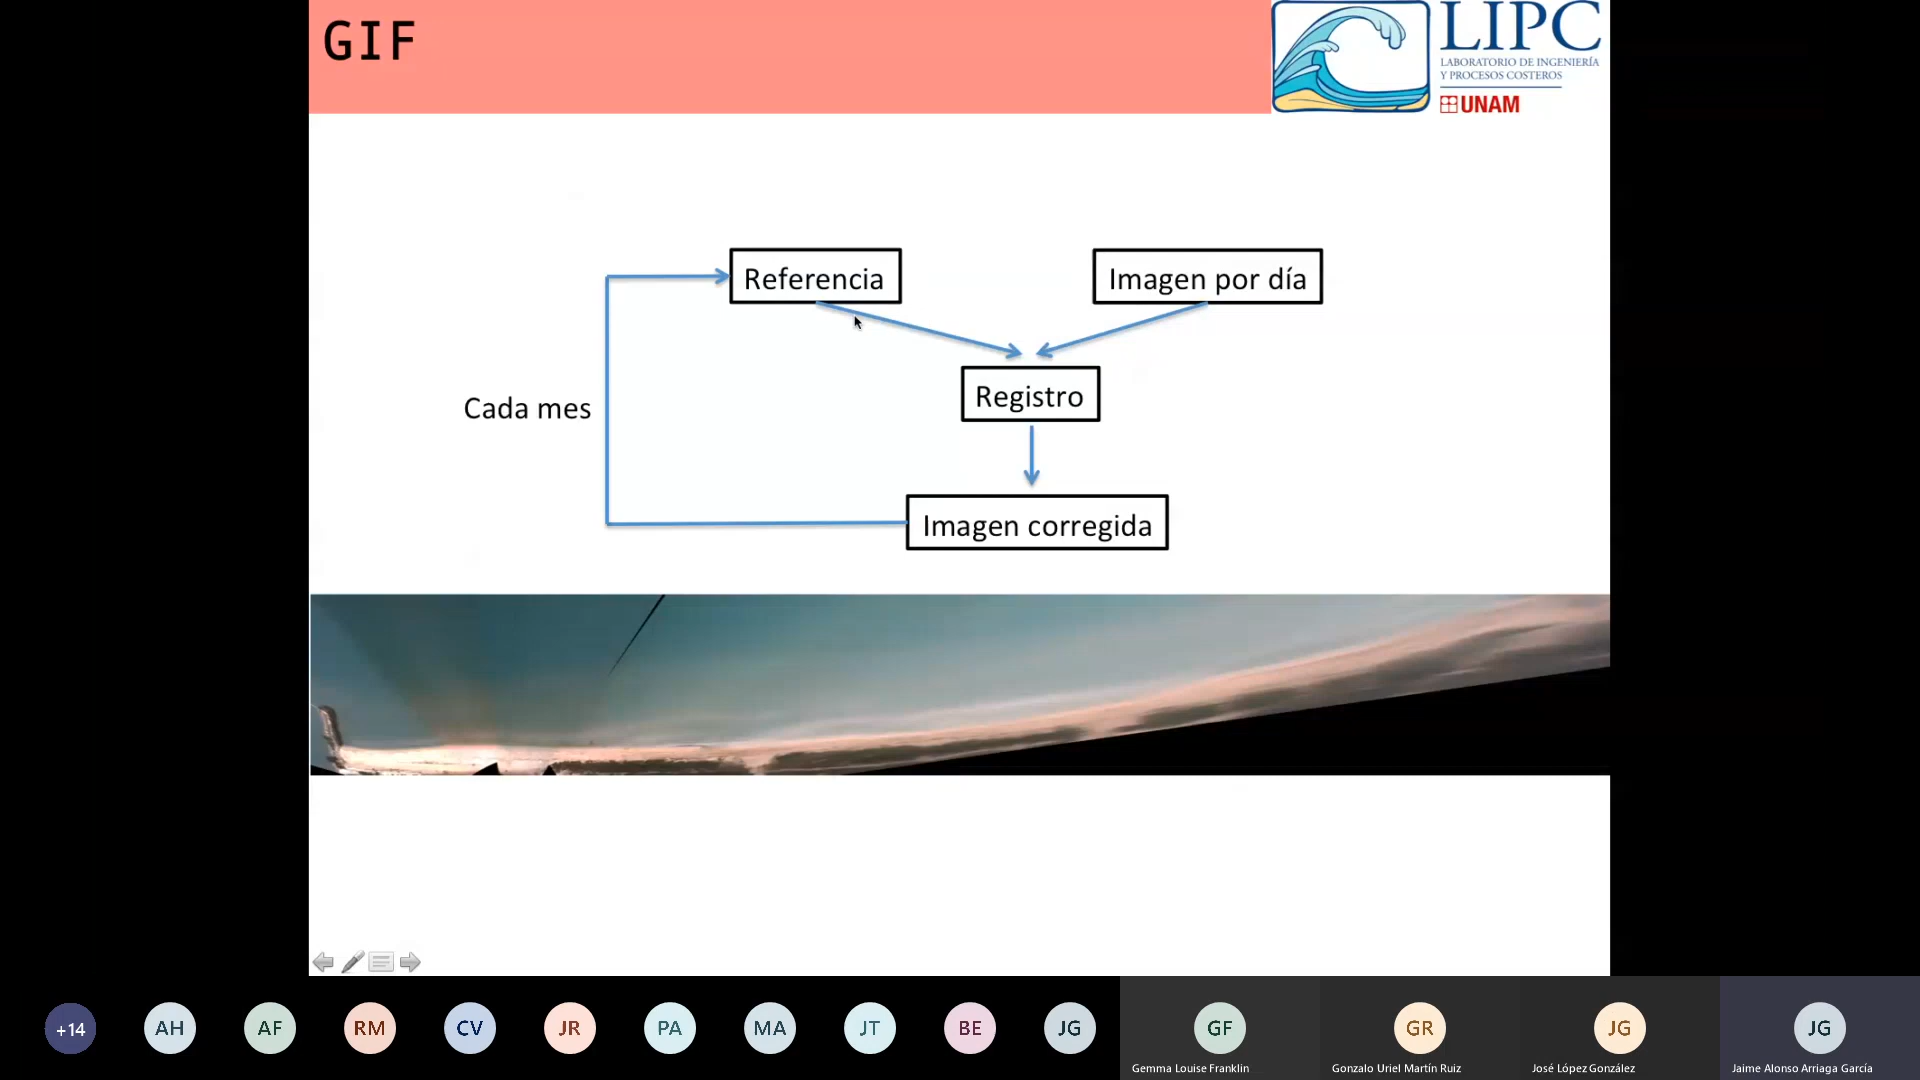 GIF
LIPC
LABORATORIO DE INGENIERÍA
Y PROCESOS COSTEROS
UNAM
Referencia
Imagen por día
Registro
Cada mes
Imagen corregida
+14
AH
AF
RM
CV
JR
PA
MA
JT
BE
JG
GF
GR
JG
JG
Gemma Louise Franklin
Gonzalo Uriel Martín Ruiz
José López González
Jaime Alonso Arriaga García